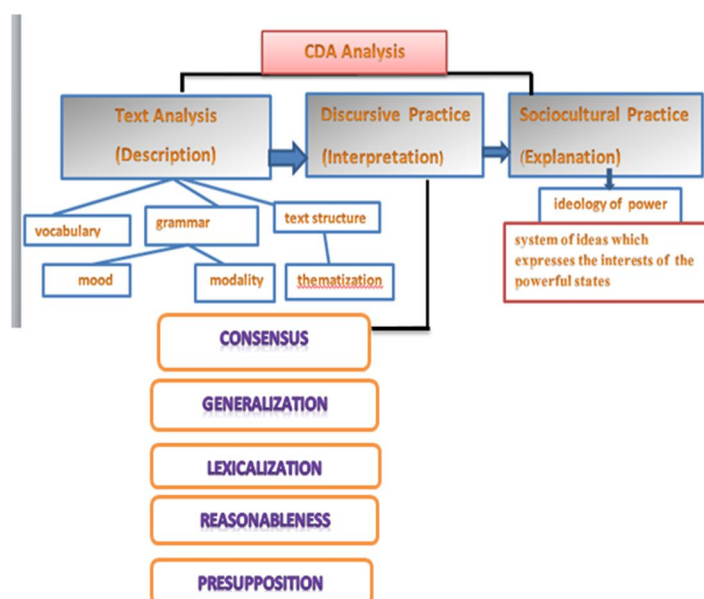 CDA Analysis
Text Analysis
(Description)
Discursive Practice
(Interpretation)
Sociocultural Practice
(Explanation)
vocabulary
grammar
text structure
mood
modality
thematization
ideology of power
system of ideas which
expresses the interests of the
powerful states
CONSENSUS
GENERALIZATION
LEXICALIZATION
REASONABLENESS
PRESUPPOSITION